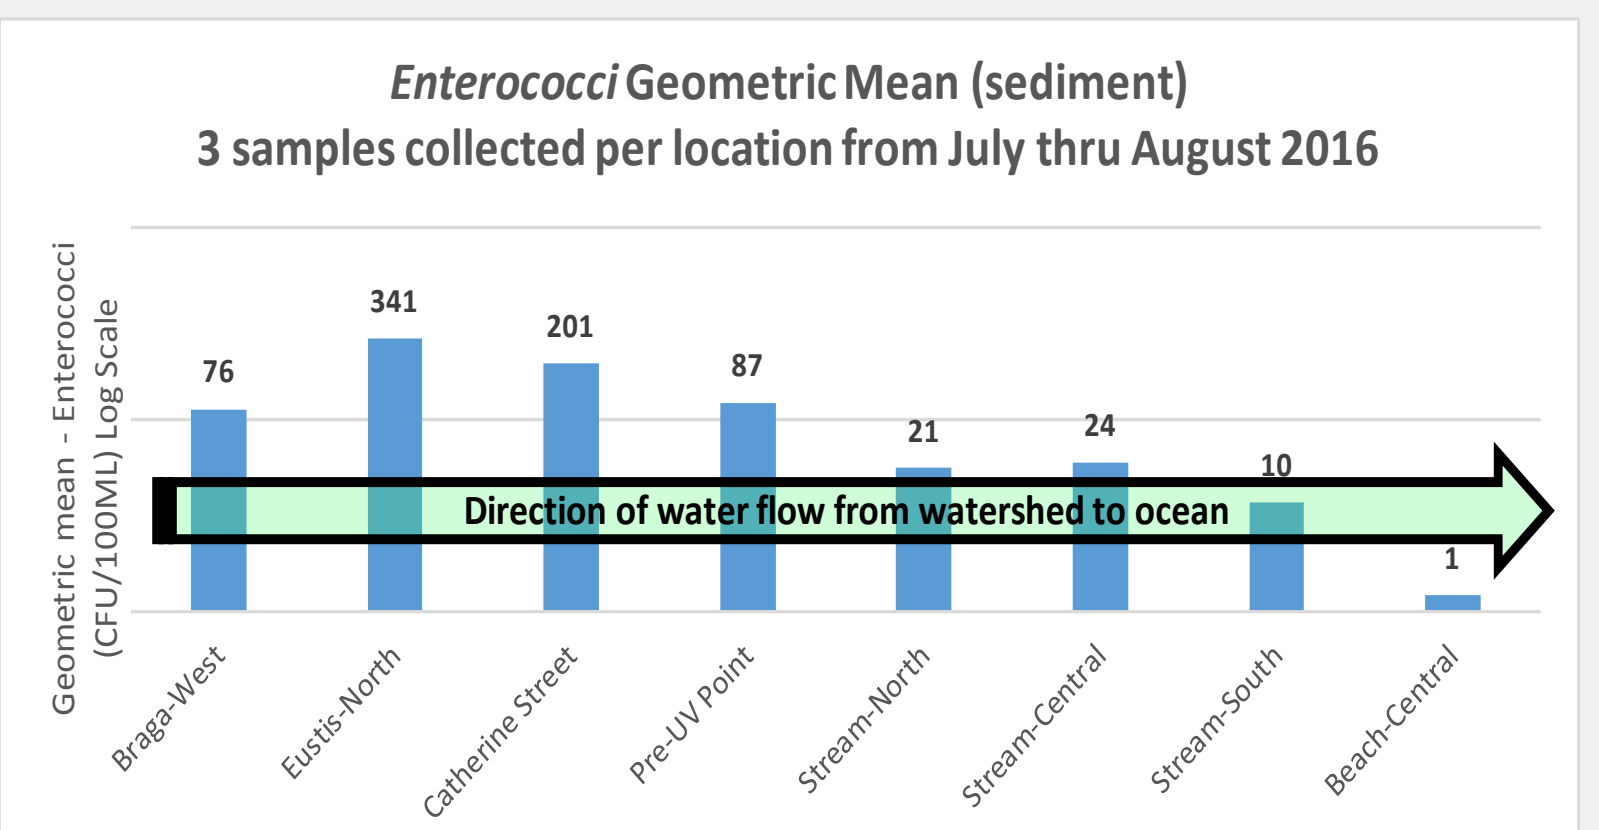 Enterococci Geometric Mean (sediment)
3 samples collected per location from July thru August 2016
Geometric mean - Enterococci
(CFU/100ML) Log Scale
76
341
201
87
21
24
10
1
Direction of water flow from watershed to ocean
Braga-West
Eustis-North
Catherine Street
Pre-UV Point
Stream-North
Stream-Central
Stream-South
Beach-Central